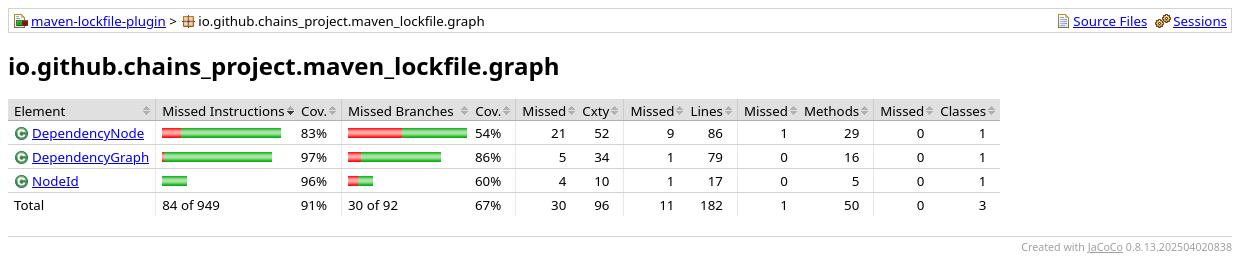 maven-lockfile-plugin > io.github.chains_project.maven_lockfile.graph Source Files Sessions
io.github.chains_project.maven_lockfile.graph
Element Missed Instructions Cov. Missed Branches Cov. Missed Cxty Missed Lines Missed Methods Missed Classes
DependencyNode 83% 54% 21 52 9 86 1 29 0 1
DependencyGraph 97% 86% 5 34 1 79 0 16 0 1
NodeId 96% 60% 4 10 1 17 0 5 0 1
Total 84 of 949 91% 30 of 92 67% 30 96 11 182 1 50 0 3
Created with JaCoCo 0.8.13.202504020838